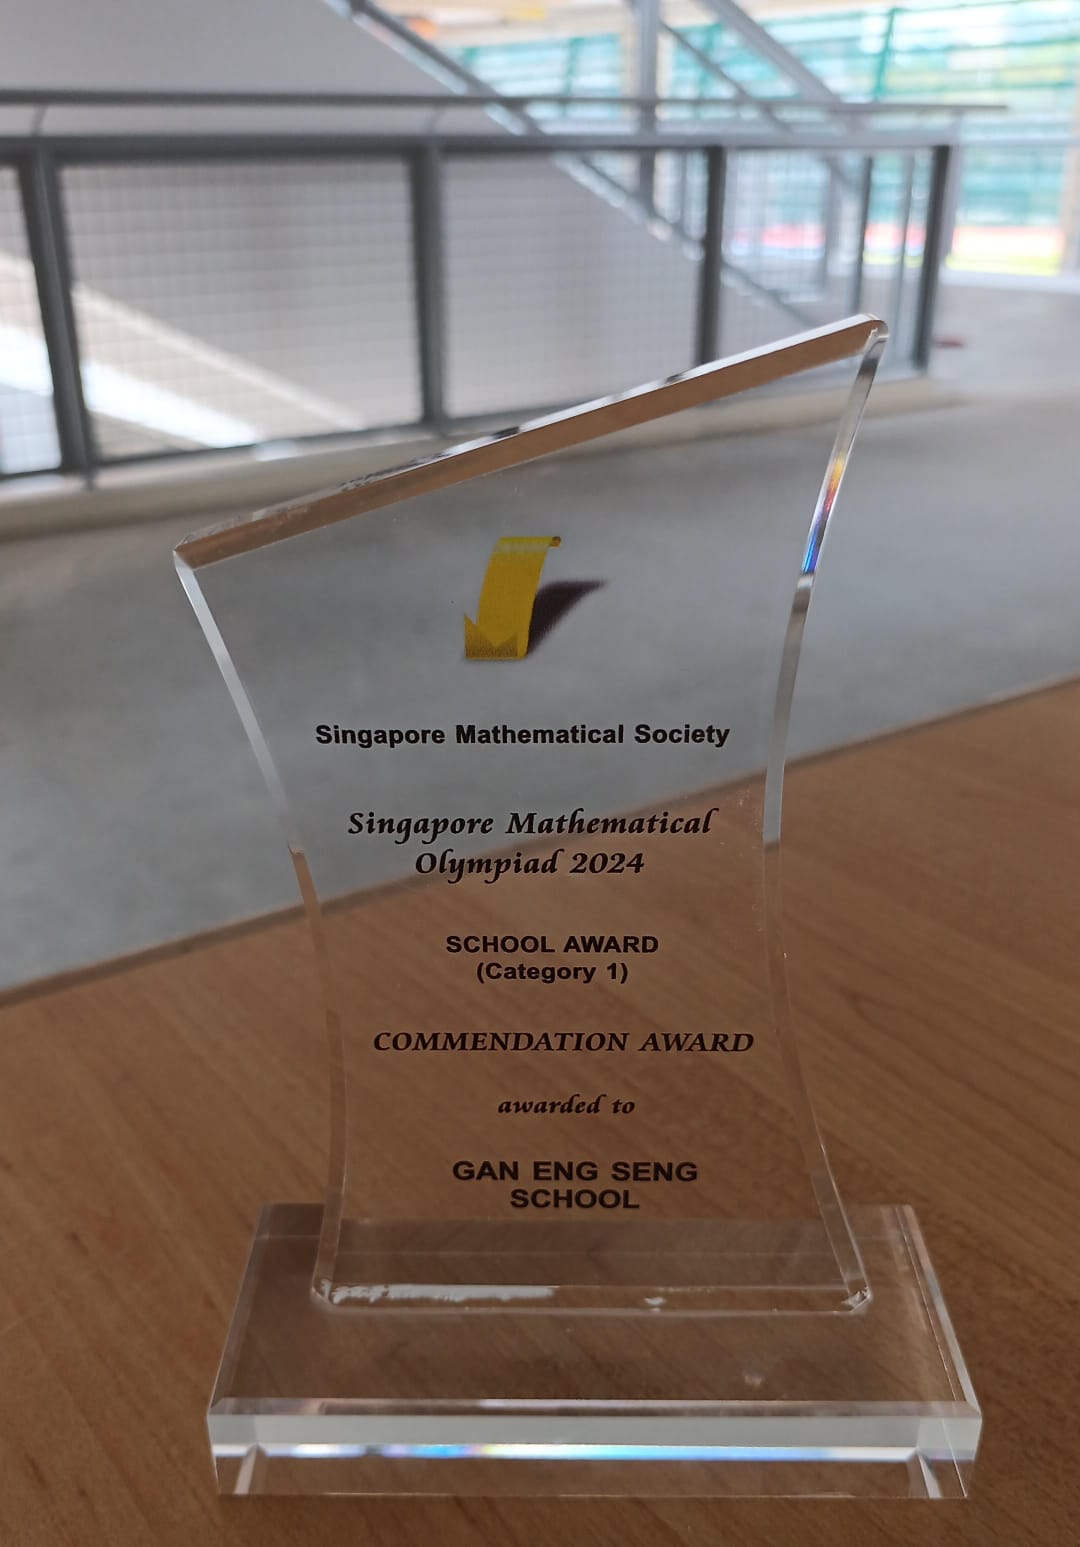 Singapore Mathematical Society
Singapore Mathematical
Olympiad 2024
SCHOOL AWARD
(Category 1)
COMMENDATION AWARD
awarded to
GAN ENG SENG
SCHOOL